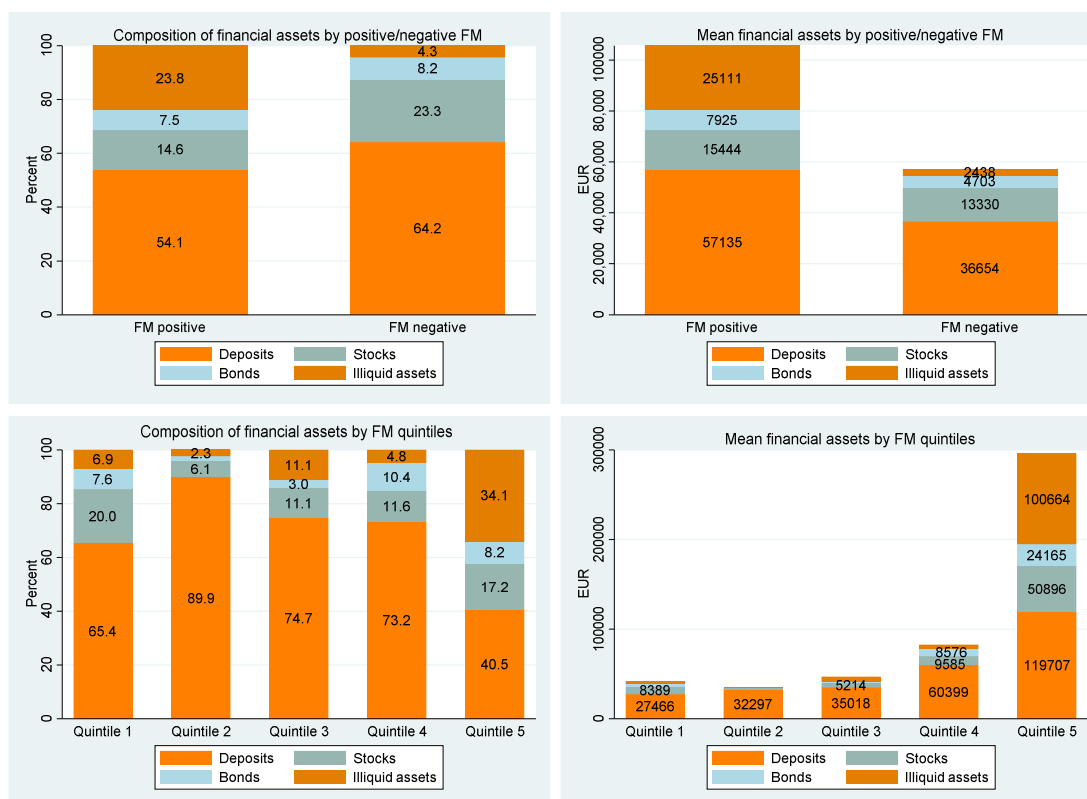 Composition of financial assets by positive/negative FM
Percent
100
80
60
40
20
0
23.8
7.5
14.6
54.1
4.3
8.2
23.3
64.2
FM positive
FM negative
Deposits
Stocks
Bonds
Illiquid assets
Mean financial assets by positive/negative FM
EUR
100000
80,000
60,000
40,000
20,000
0
25111
7925
15444
57135
2438
4703
13330
36654
FM positive
FM negative
Deposits
Stocks
Bonds
Illiquid assets
Composition of financial assets by FM quintiles
Percent
100
80
60
40
20
0
6.9
7.6
20.0
65.4
2.3
6.1
89.9
11.1
3.0
11.1
74.7
4.8
10.4
11.6
73.2
34.1
8.2
17.2
40.5
Quintile 1
Quintile 2
Quintile 3
Quintile 4
Quintile 5
Deposits
Stocks
Bonds
Illiquid assets
Mean financial assets by FM quintiles
EUR
300000
200000
100000
0
8389
27466
32297
5214
35018
8576
9585
60399
100664
24165
50896
119707
Quintile 1
Quintile 2
Quintile 3
Quintile 4
Quintile 5
Deposits
Stocks
Bonds
Illiquid assets